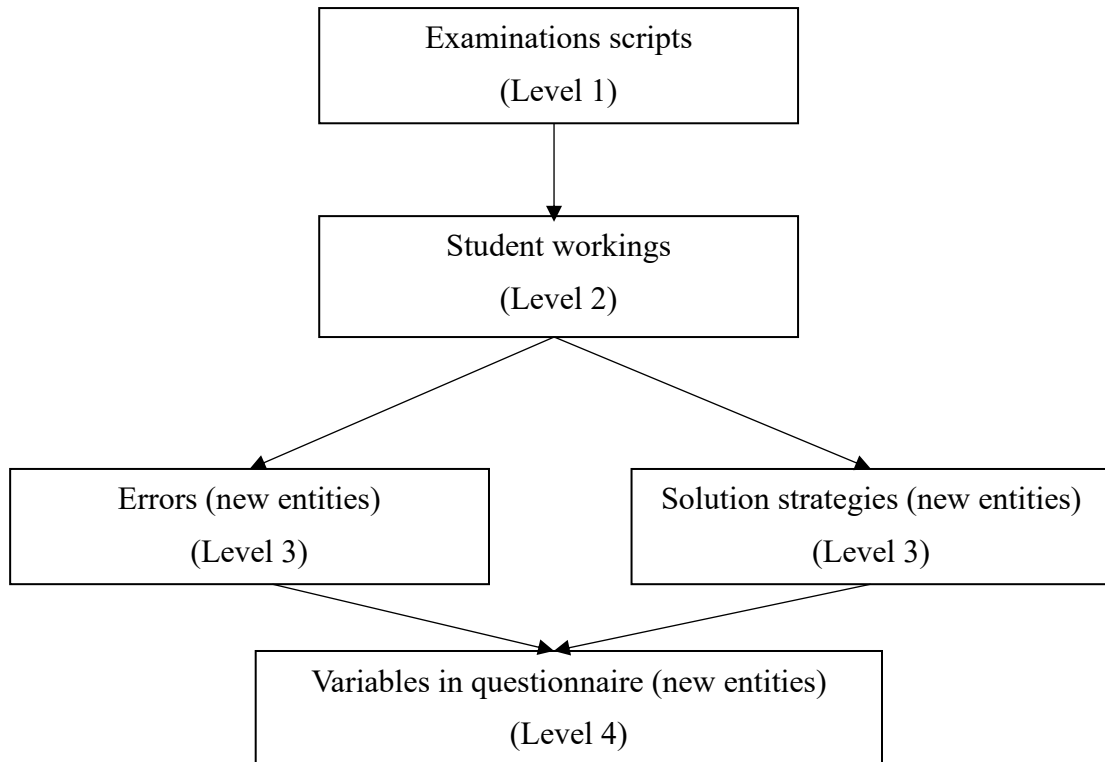 Examinations scripts
(Level 1)
Student workings
(Level 2)
Errors (new entities)
(Level 3)
Solution strategies (new entities)
(Level 3)
Variables in questionnaire (new entities)
(Level 4)